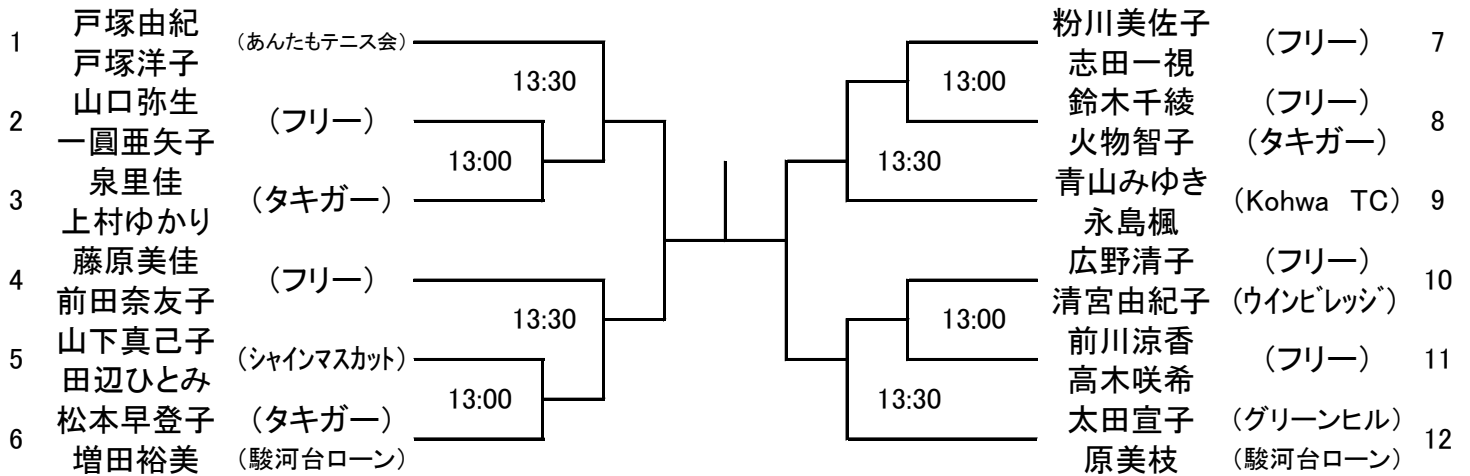 1 戸塚由紀 (あんたもテニス会)
戸塚洋子
13:30
2 山口弥生 (フリー)
一圓亜矢子
13:00
3 泉里佳 (タキガー)
上村ゆかり
4 藤原美佳 (フリー)
前田奈友子
13:30
5 山下真己子 (シャインマスカット)
田辺ひとみ
13:00
6 松本早登子 (タキガー)
増田裕美 (駿河台ローン)
粉川美佐子 (フリー) 7
志田一視
13:00
鈴木千綾 (フリー) 8
火物智子 (タキガー)
13:30
青山みゆき (Kohwa TC) 9
永島楓
広野清子 (フリー) 10
清宮由紀子 (ウインビレッジ)
13:00
前川涼香 (フリー) 11
高木咲希
13:30
太田宣子 (グリーンヒル) 12
原美枝 (駿河台ローン)